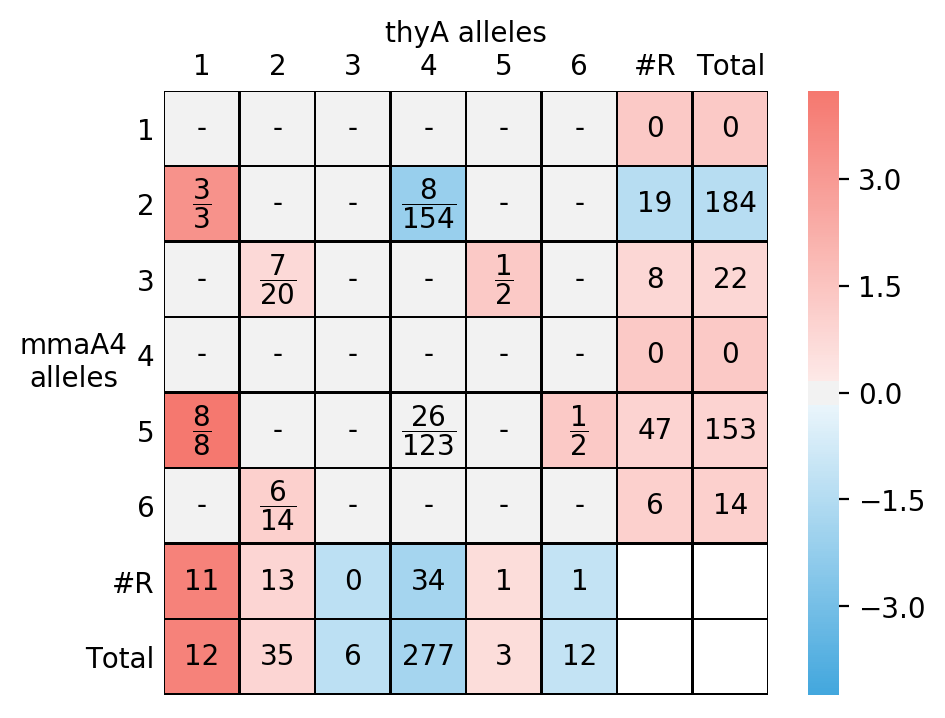 thyA alleles
1 2 3 4 5 6 #R Total
1 - - - - - - 0 0
2 3/3 - - 8/154 - - 19 184
3 - 7/20 - - 1/2 - 8 22
mmaA4
alleles
4 - - - - - - 0 0
5 8/8 - - 26/123 - 1/2 47 153
6 - 6/14 - - - - 6 14
#R 11 13 0 34 1 1
Total 12 35 6 277 3 12
3.0
1.5
0.0
−1.5
−3.0